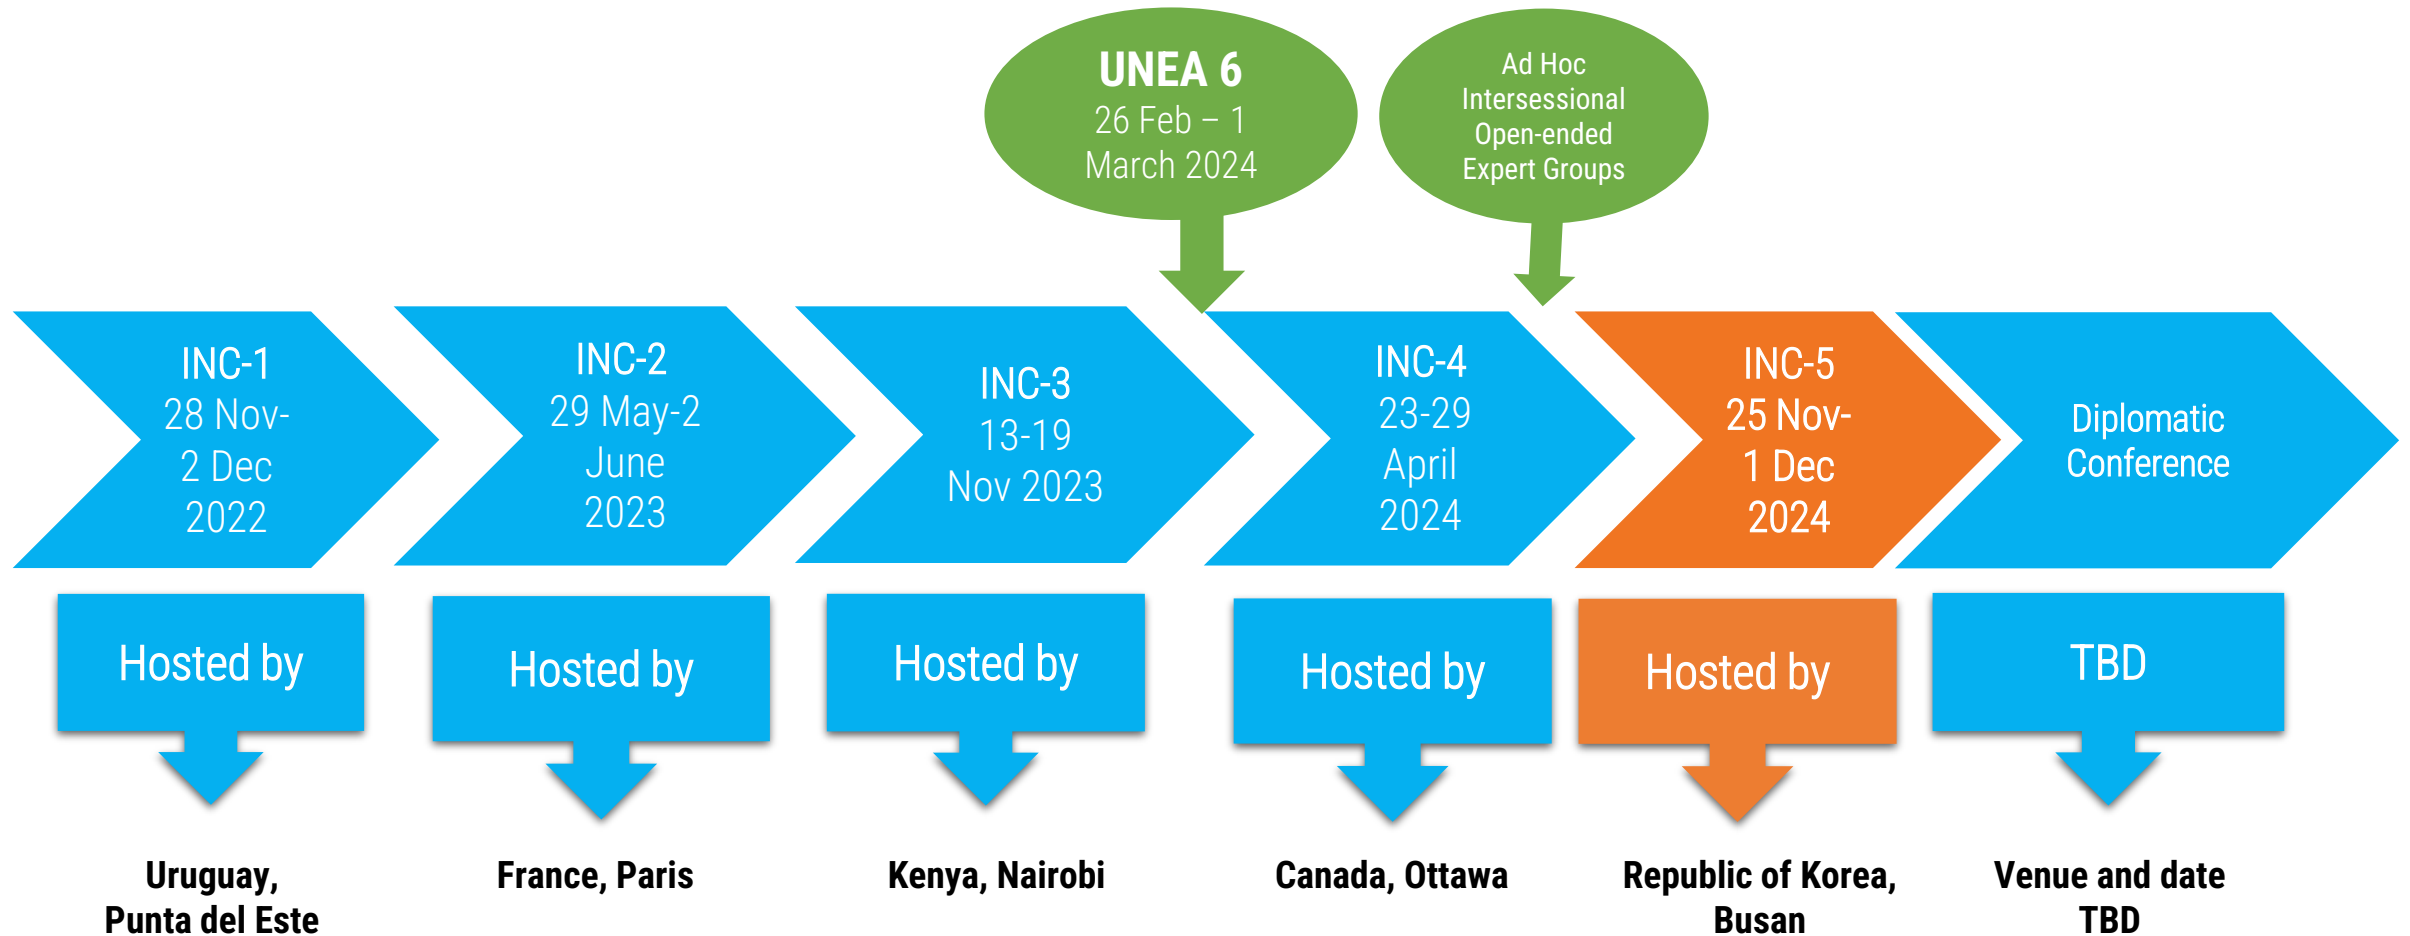 UNEA 6
26 Feb – 1
March 2024
Ad Hoc
Intersessional
Open-ended
Expert Groups
INC-1
28 Nov-
2 Dec
2022
INC-2
29 May-2
June
2023
INC-3
13-19
Nov 2023
INC-4
23-29
April
2024
INC-5
25 Nov-
1 Dec
2024
Diplomatic
Conference
Hosted by
Hosted by
Hosted by
Hosted by
Hosted by
TBD
Uruguay,
Punta del Este
France, Paris
Kenya, Nairobi
Canada, Ottawa
Republic of Korea,
Busan
Venue and date
TBD